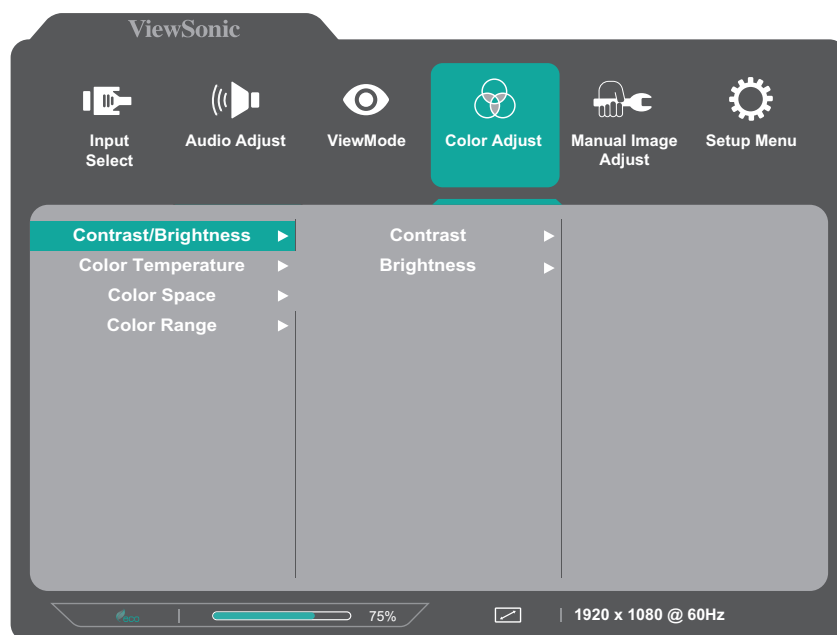 ViewSonic
Input
Select
Audio Adjust
ViewMode
Color Adjust
Manual Image
Adjust
Setup Menu
Contrast/Brightness
Color Temperature
Color Space
Color Range
Contrast
Brightness
eco
75%
1920 x 1080 @ 60Hz